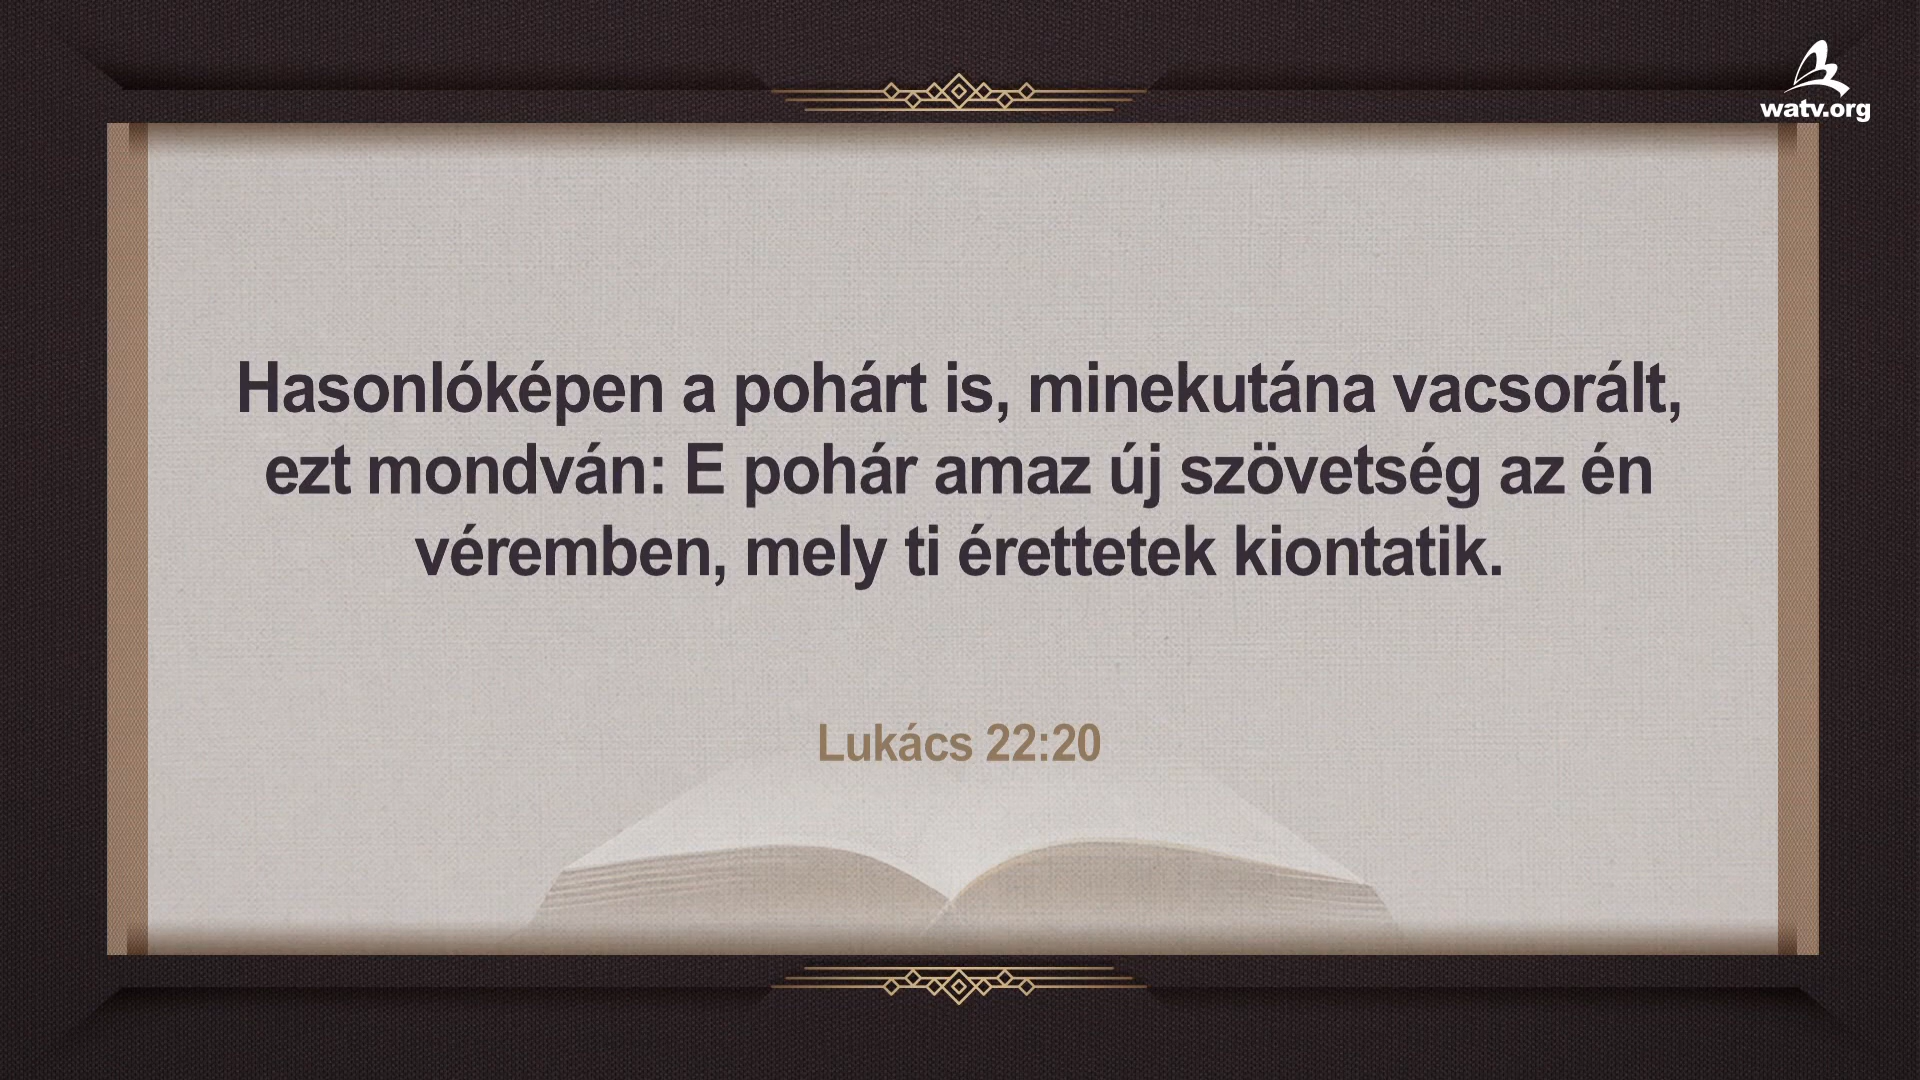 watv.org
Hasonlóképen a pohárt is, minekutána vacsorált,
ezt mondván: E pohár amaz új szövetség az én
véremben, mely ti érettetek kiontatik.
Lukács 22:20